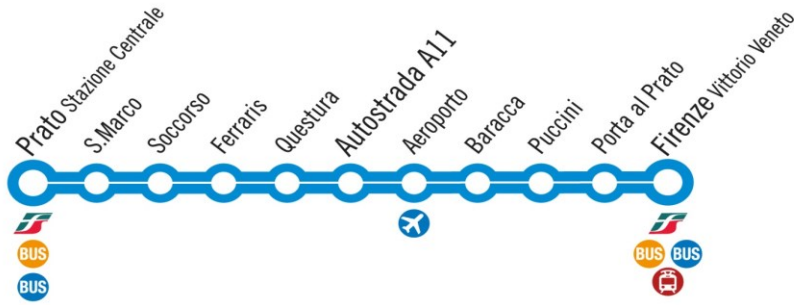 Prato Stazione Centrale
S.Marco
Soccorso
Ferraris
Questura
Autostrada A11
Aeroporto
Baracca
Puccini
Porta al Prato
Firenze Vittorio Veneto
BUS
BUS BUS
BUS